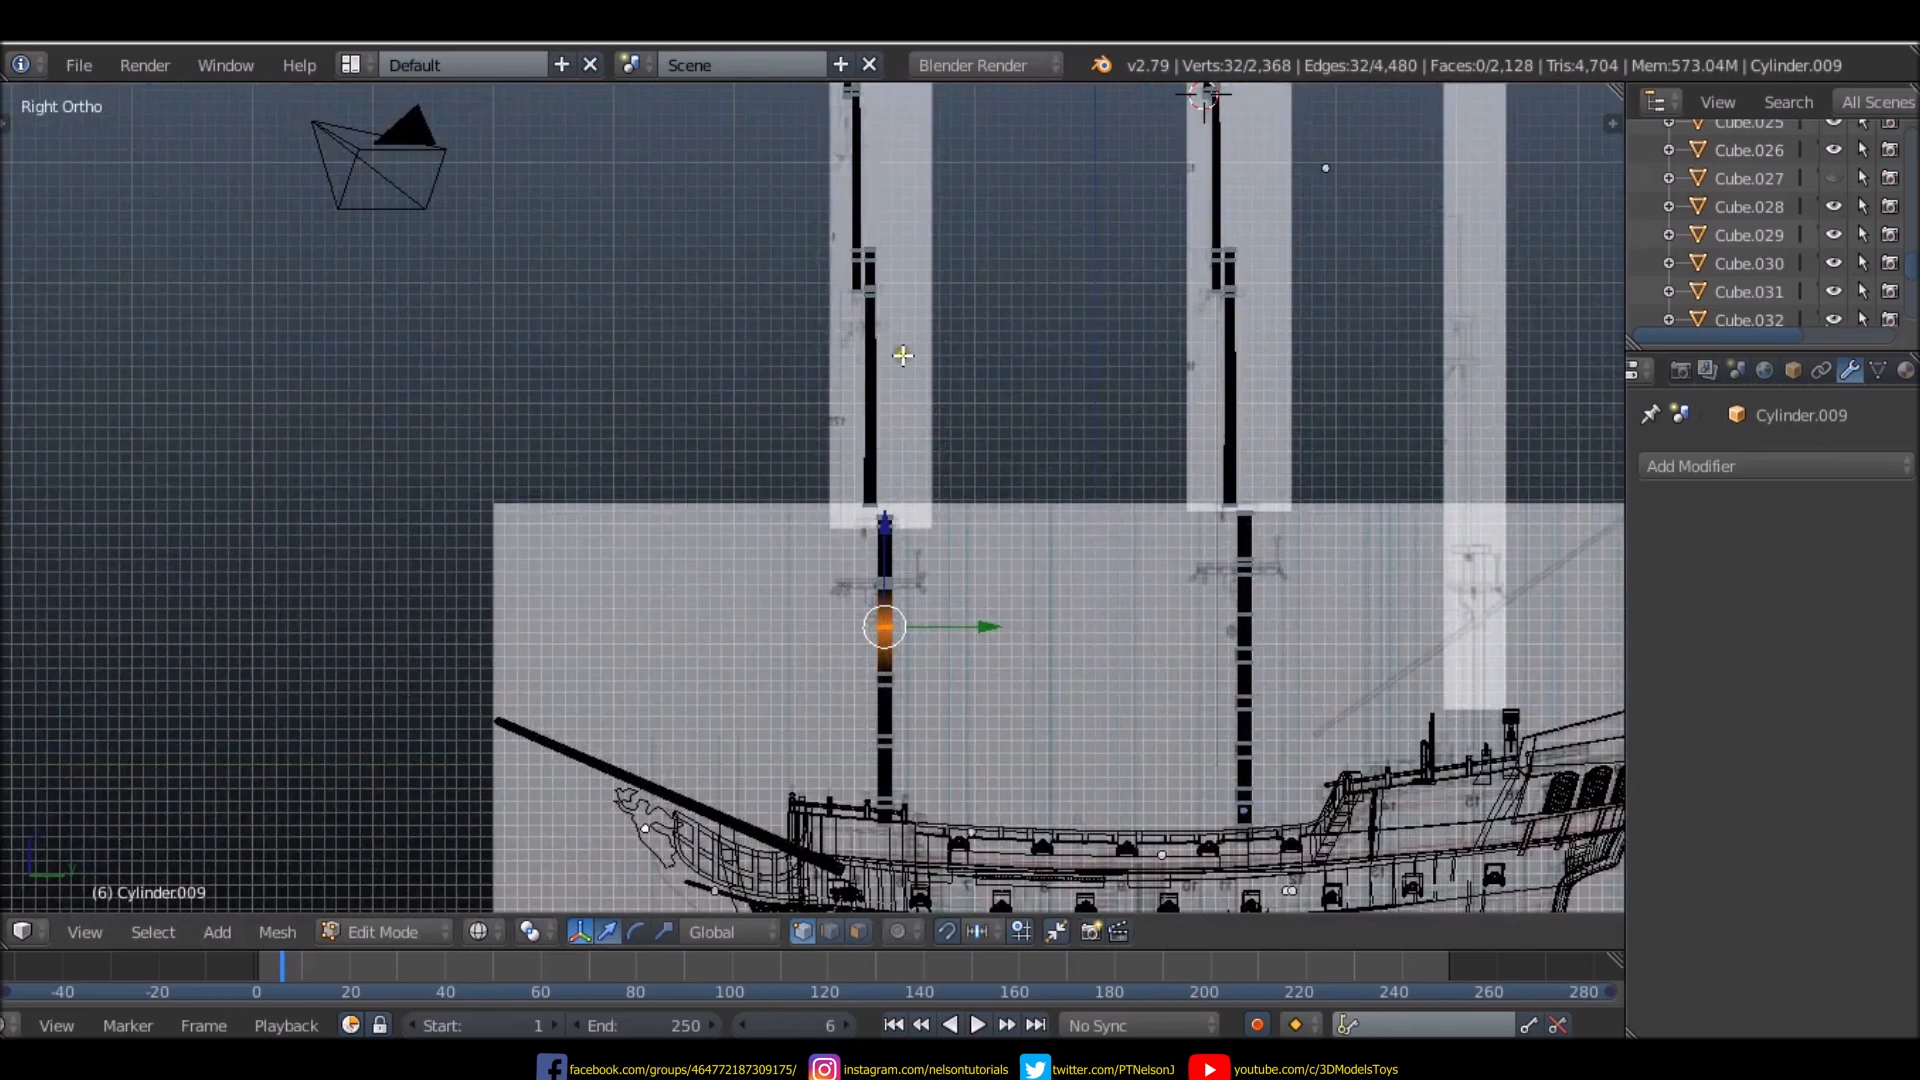 File Render Window Help Default Scene Blender Render v2.79 | Verts:32/2,368 | Edges:32/4,480 | Faces:0/2,128 | Tris:4,704 | Mem:573.04M | Cylinder.009
Right Ortho
View Search All Scenes
Cube.025
Cube.026
Cube.027
Cube.028
Cube.029
Cube.030
Cube.031
Cube.032
Cylinder.009
Add Modifier
(6) Cylinder.009
View Select Add Mesh Edit Mode Global
-40 -20 0 20 40 60 80 100 120 140 160 180 200 220 240 260 280
View Marker Frame Playback Start: 1 End: 250 6 No Sync
facebook.com/groups/464772187309175/ instagram.com/nelsontutorials twitter.com/PTNelsonJ youtube.com/c/3DModelsToys